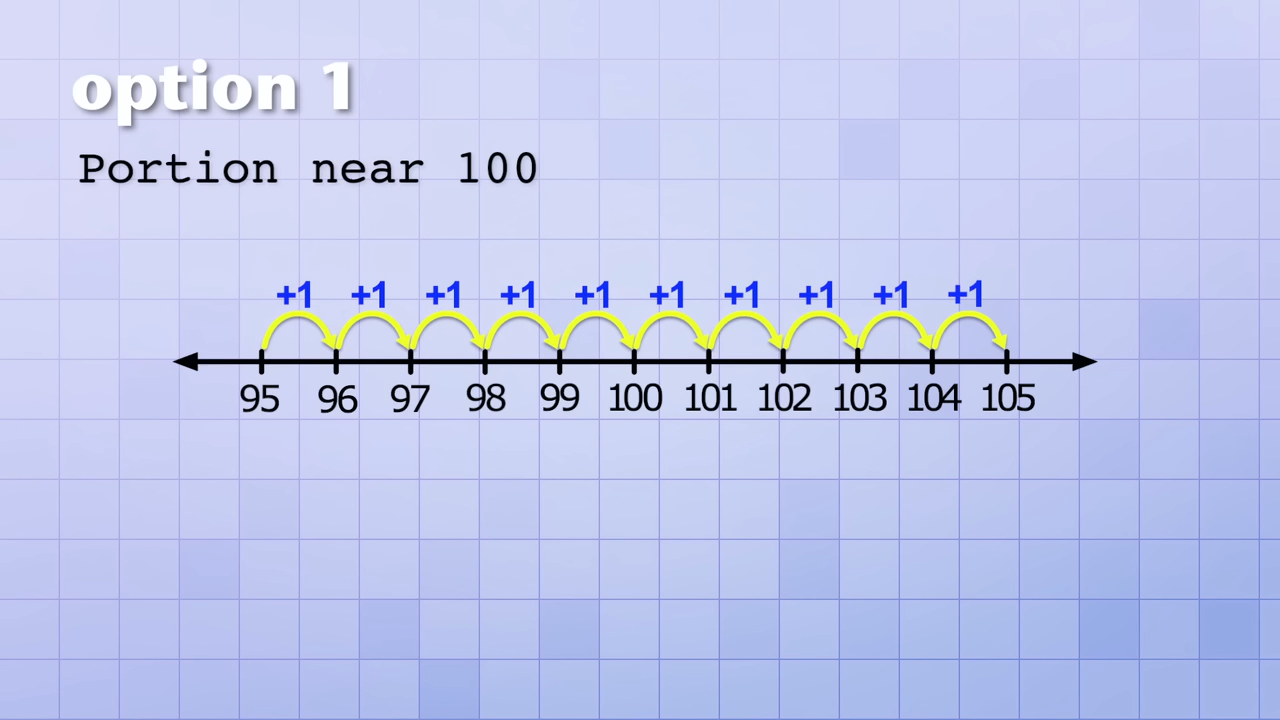 option 1
Portion near 100
+1 +1 +1 +1 +1 +1 +1 +1 +1 +1
95 96 97 98 99 100 101 102 103 104 105